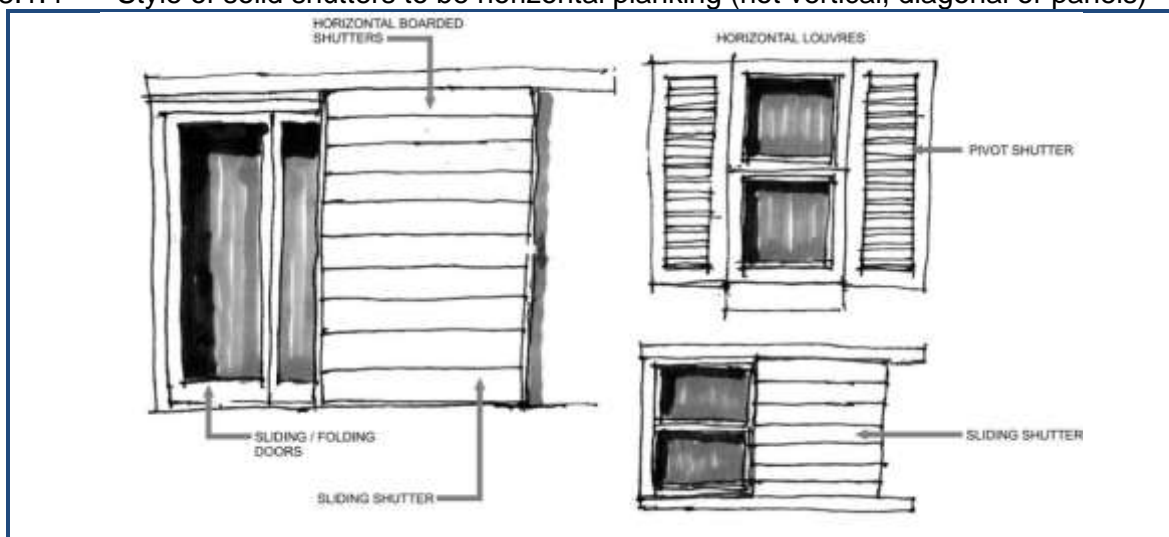 Style of solid shutters to be horizontal planking (not vertical, diagonal or panels)
HORIZONTAL BOARDED
SHUTTERS
SLIDING / FOLDING
DOORS
SLIDING SHUTTER
HORIZONTAL LOUVRES
PIVOT SHUTTER
SLIDING SHUTTER